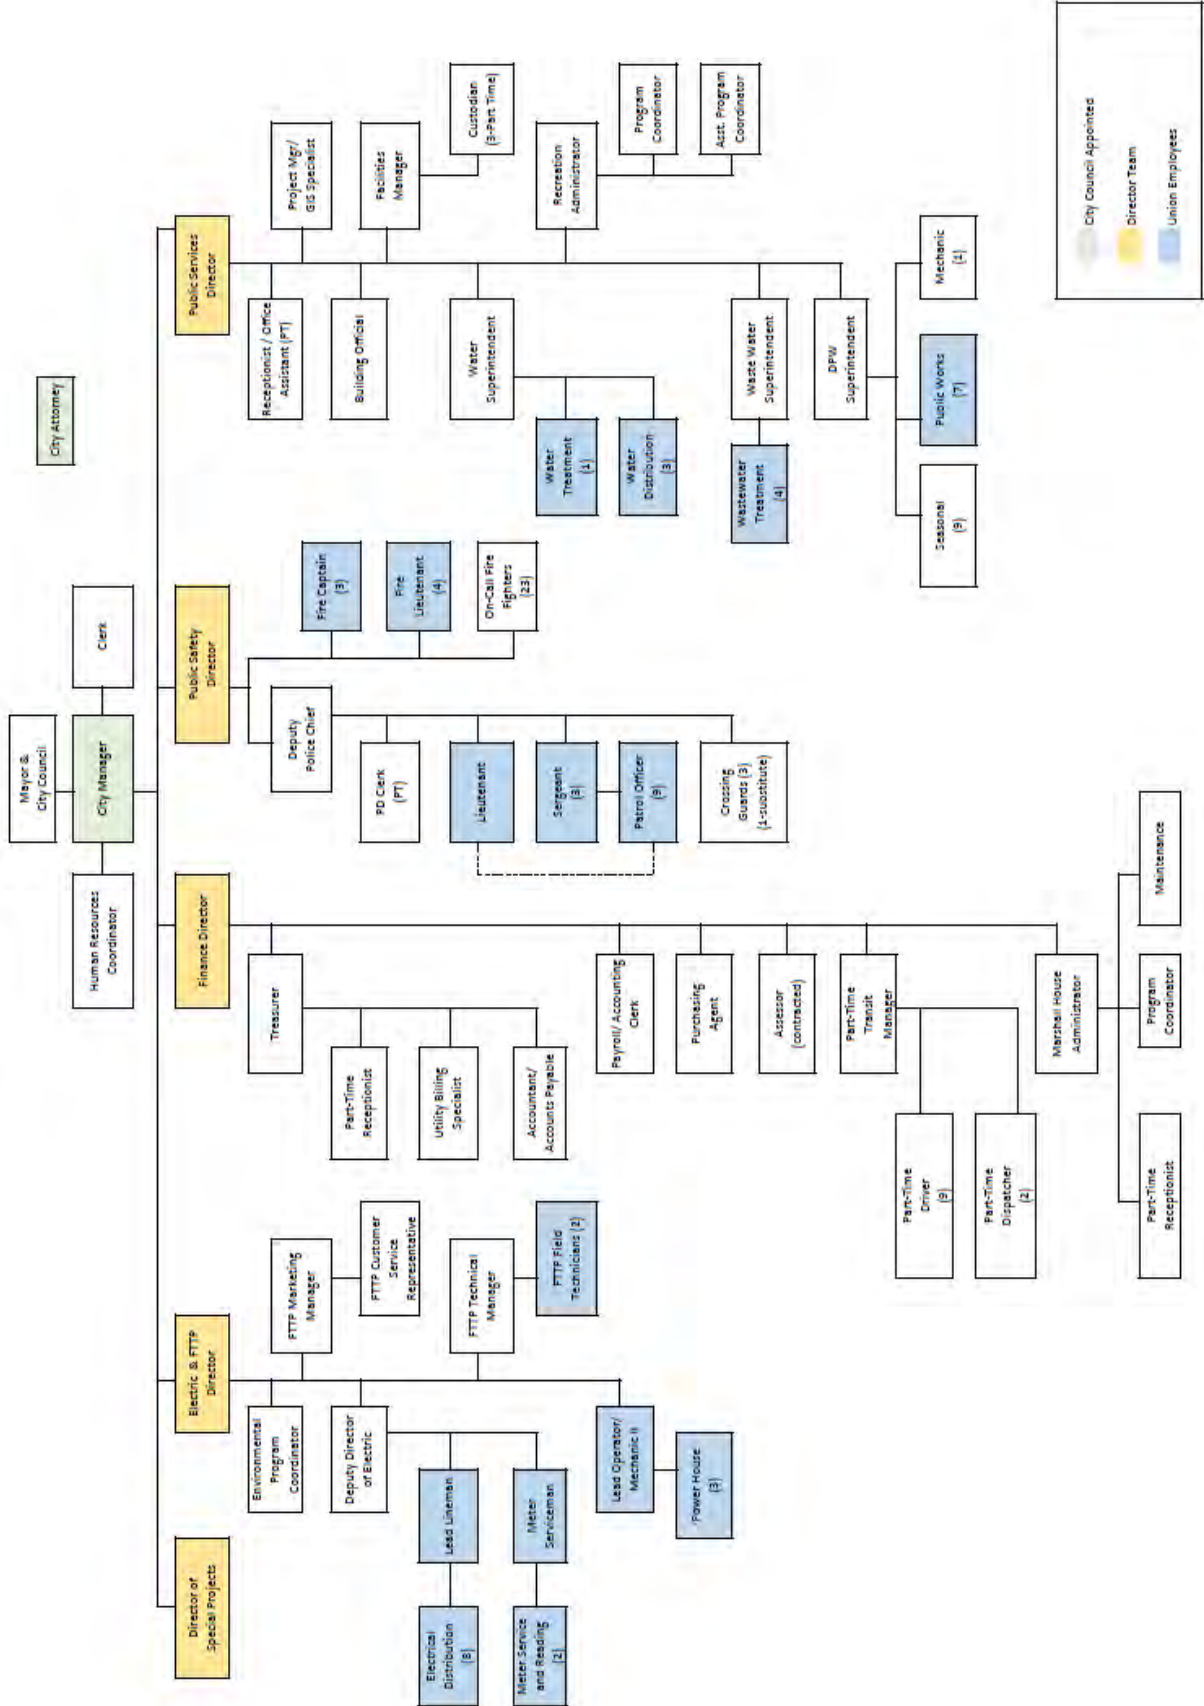 Mayor &
City Council
City Attorney
Human Resources
Coordinator
City Manager
Clerk
Director of
Special Projects
Electric & FTTP
Director
Finance Director
Public Safety
Director
Public Services
Director
Environmental
Program
Coordinator
FTTP Marketing
Manager
Deputy Director
of Electric
FTTP Customer
Service
Representative
Electrical
Distribution
(8)
Lead Lineman
FTTP Technical
Manager
Meter Service
and Reading
(2)
Meter
Serviceman
FTTP Field
Technicians (2)
Lead Operator/
Mechanic II
Power House
(3)
Treasurer
Part-Time
Receptionist
Utility Billing
Specialist
Accountant/
Accounts Payable
Payroll/ Accounting
Clerk
Purchasing
Agent
Assessor
(contracted)
Part-Time
Transit
Manager
Part-Time
Driver
(9)
Part-Time
Dispatcher
(2)
Marshall House
Administrator
Part-Time
Receptionist
Program
Coordinator
Maintenance
Deputy
Police Chief
Fire Captain
(3)
PD Clerk
(PT)
Fire
Lieutenant
(4)
Lieutenant
On-Call Fire
Fighters
(23)
Sergeant
(3)
Patrol Officer
(9)
Crossing
Guards (3)
(1-substitute)
Receptionist / Office
Assistant (PT)
Project Mgr/
GIS Specialist
Building Official
Facilities
Manager
Custodian
(3-Part Time)
Water
Superintendent
Water
Treatment
(1)
Water
Distribution
(3)
Recreation
Administrator
Program
Coordinator
Asst. Program
Coordinator
Waste Water
Superintendent
Wastewater
Treatment
(4)
DPW
Superintendent
Seasonal
(9)
Public Works
(7)
Mechanic
(1)
City Council Appointed
Director Team
Union Employees